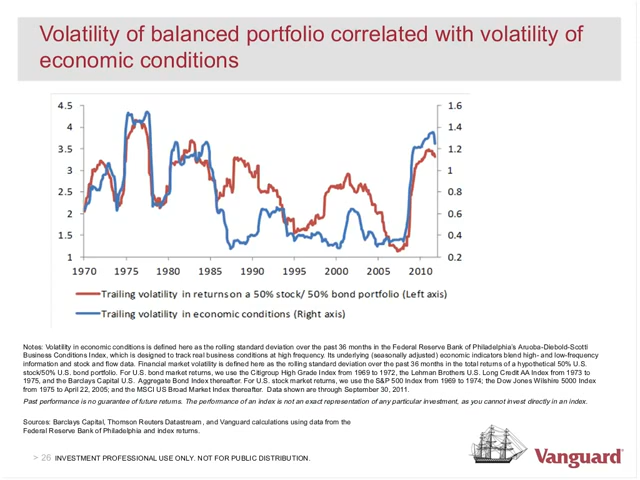 Volatility of balanced portfolio correlated with volatility of
economic conditions
4.5
4
3.5
3
2.5
2
1.5
1
1.6
1.4
1.2
1
0.8
0.6
0.4
0.2
1970 1975 1980 1985 1990 1995 2000 2005 2010
Trailing volatility in returns on a 50% stock/ 50% bond portfolio (Left axis)
Trailing volatility in economic conditions (Right axis)
Notes: Volatility in economic conditions is defined here as the rolling standard deviation over the past 36 months in the Federal Reserve Bank of Philadelphia's Aruoba-Diebold-Scotti
Business Conditions Index, which is designed to track real business conditions at high frequency. Its underlying (seasonally adjusted) economic indicators blend high- and low-frequency
information and stock and flow data. Financial market volatility is defined here as the rolling standard deviation over the past 36 months in the total returns of a hypothetical 50% U.S.
stock/50% U.S. bond portfolio. For U.S. bond market returns, we use the Citigroup High Grade Index from 1969 to 1972, the Lehman Brothers U.S. Long Credit AA Index from 1973 to
1975, and the Barclays Capital U.S. Aggregate Bond Index thereafter. For U.S. stock market returns, we use the S&P 500 Index from 1969 to 1974; the Dow Jones Wilshire 5000 Index
from 1975 to April 22, 2005; and the MSCI US Broad Market Index thereafter. Data shown are through September 30, 2011.
Past performance is no guarantee of future returns. The performance of an index is not an exact representation of any particular investment, as you cannot invest directly in an index.
Sources: Barclays Capital, Thomson Reuters Datastream, and Vanguard calculations using data from the
Federal Reserve Bank of Philadelphia and index returns.
> 26 INVESTMENT PROFESSIONAL USE ONLY. NOT FOR PUBLIC DISTRIBUTION.
Vanguard®